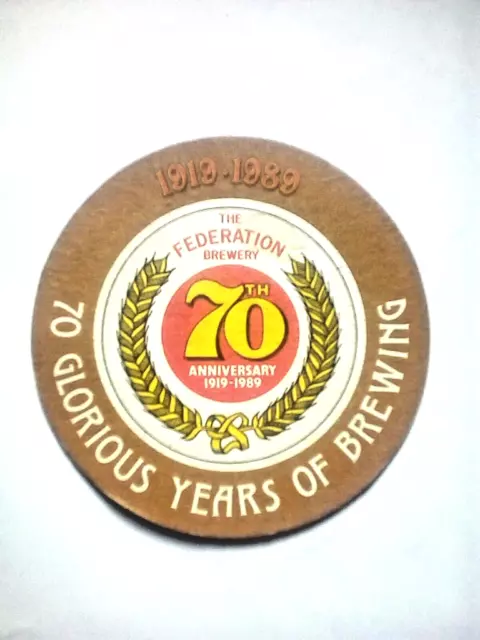 1919·1989
THE
FEDERATION
BREWERY
70TH
ANNIVERSARY
1919-1989
70 GLORIOUS YEARS OF BREWING